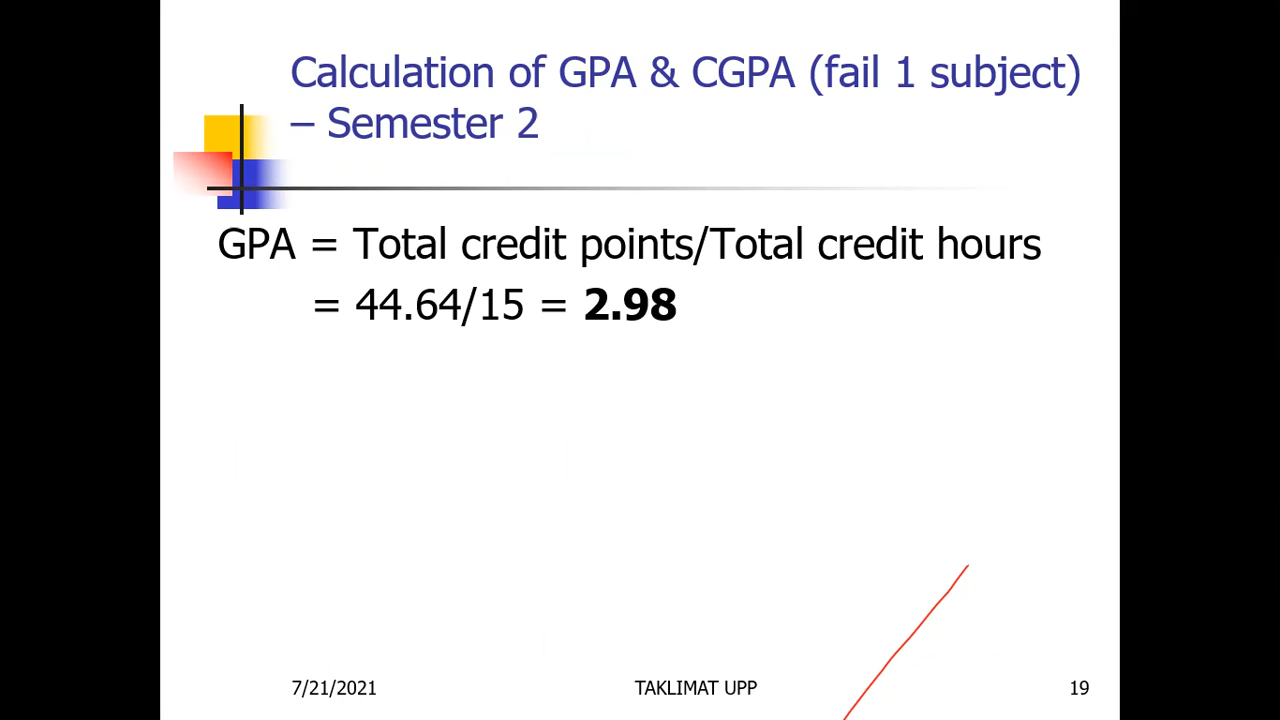 Calculation of GPA & CGPA (fail 1 subject)
– Semester 2
GPA = Total credit points/Total credit hours
= 44.64/15 = 2.98
7/21/2021
TAKLIMAT UPP
19